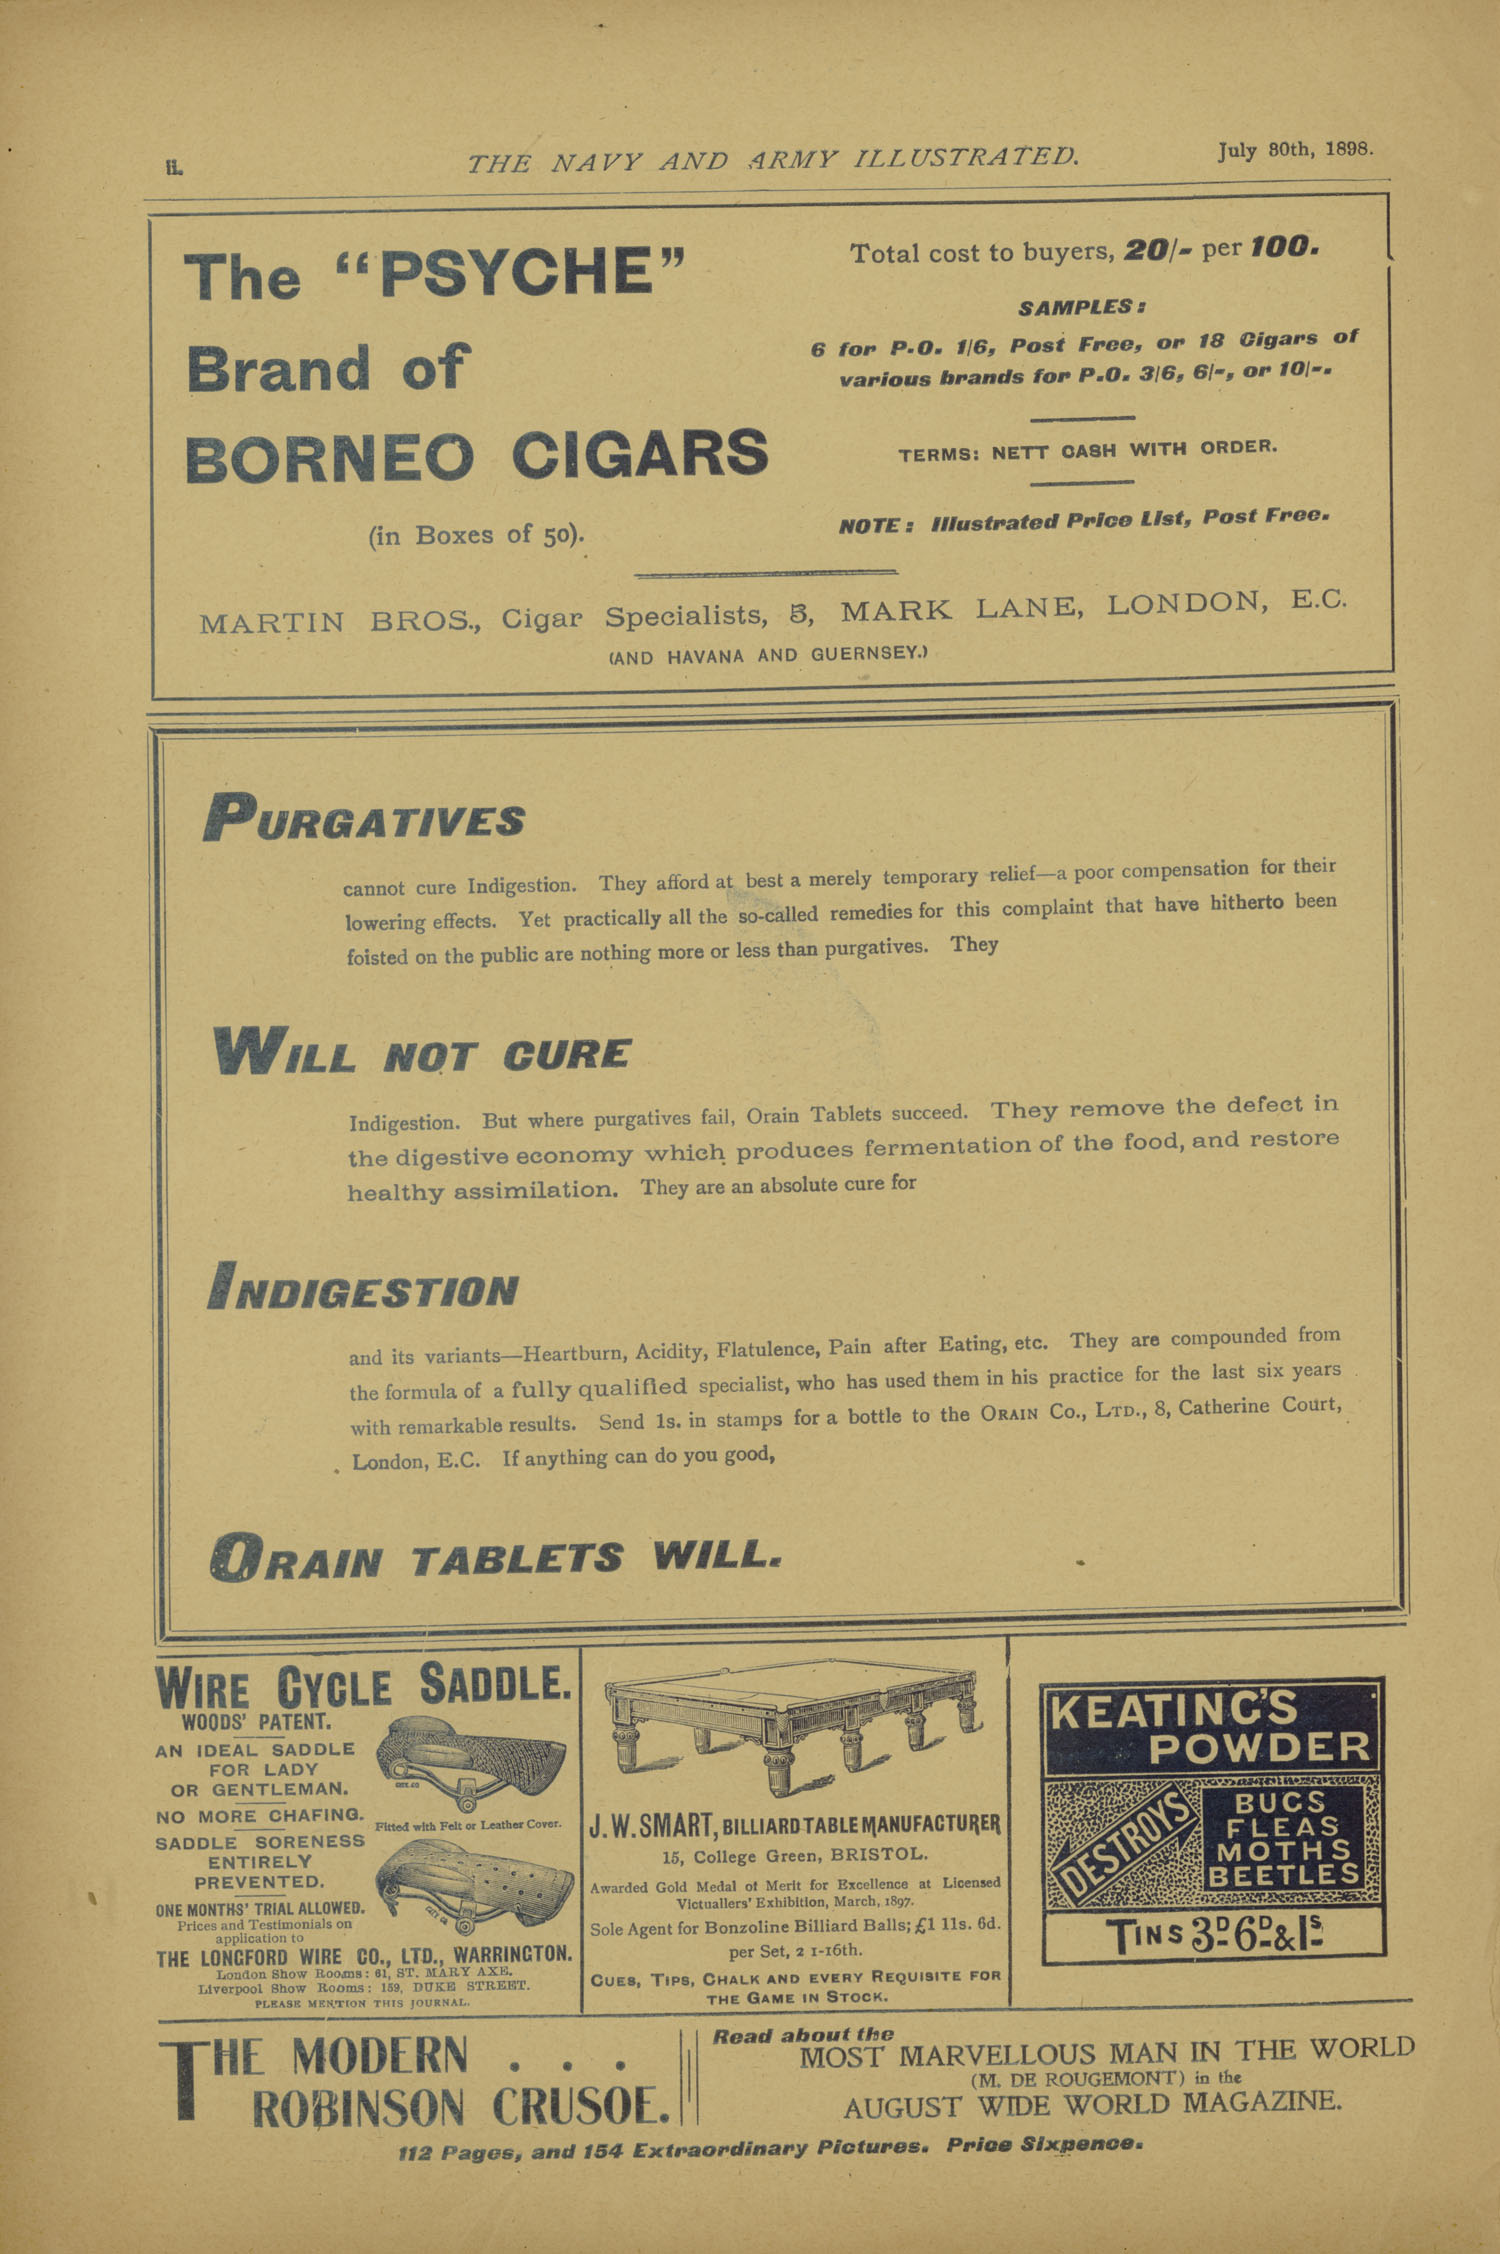 ii.
THE NAVY AND ARMY ILLUSTRATED.
July 30th, 1898.
The "PSYCHE"
Brand of
BORNEO CIGARS
(in Boxes of 50).
Total cost to buyers, 20/- per 100.
SAMPLES:
6 for P.O. 1/6, Post Free, or 18 Cigars of
various brands for P.O. 3/6, 6/-, or 10/-.
TERMS: NETT CASH WITH ORDER.
NOTE: Illustrated Price List, Post Free.
MARTIN BROS., Cigar Specialists, 5, MARK LANE, LONDON, E.C.
(AND HAVANA AND GUERNSEY.)
PURGATIVES
cannot cure Indigestion. They afford at best a merely temporary relief—a poor compensation for their
lowering effects. Yet practically all the so-called remedies for this complaint that have hitherto been
foisted on the public are nothing more or less than purgatives. They
WILL NOT CURE
Indigestion. But where purgatives fail, Orain Tablets succeed. They remove the defect in
the digestive economy which produces fermentation of the food, and restore
healthy assimilation. They are an absolute cure for
INDIGESTION
and its variants—Heartburn, Acidity, Flatulence, Pain after Eating, etc. They are compounded from
the formula of a fully qualified specialist, who has used them in his practice for the last six years
with remarkable results. Send 1s. in stamps for a bottle to the ORAIN CO., LTD., 8, Catherine Court,
London, E.C. If anything can do you good,
ORAIN TABLETS WILL.
WIRE CYCLE SADDLE.
WOODS' PATENT.
AN IDEAL SADDLE
FOR LADY
OR GENTLEMAN.
NO MORE CHAFING.
Fitted with Felt or Leather Cover.
SADDLE SORENESS
ENTIRELY
PREVENTED.
ONE MONTHS' TRIAL ALLOWED.
Prices and Testimonials on
application to
THE LONGFORD WIRE CO., LTD., WARRINGTON.
London Show Rooms: 61, ST. MARY AXE.
Liverpool Show Rooms: 159, DUKE STREET.
PLEASE MENTION THIS JOURNAL.
J. W. SMART, BILLIARD TABLE MANUFACTURER
15, College Green, BRISTOL.
Awarded Gold Medal of Merit for Excellence at Licensed
Victuallers' Exhibition, March, 1897.
Sole Agent for Bonzoline Billiard Balls; £1 11s. 6d.
per Set, 2 1-16th.
CUES, TIPS, CHALK AND EVERY REQUISITE FOR
THE GAME IN STOCK.
KEATING'S
POWDER
DESTROYS
BUGS
FLEAS
MOTHS
BEETLES
TINS 3D 6D & 1S
THE MODERN . . .
ROBINSON CRUSOE.
Read about the
MOST MARVELLOUS MAN IN THE WORLD
(M. DE ROUGEMONT) in the
AUGUST WIDE WORLD MAGAZINE.
112 Pages, and 154 Extraordinary Pictures. Price Sixpence.